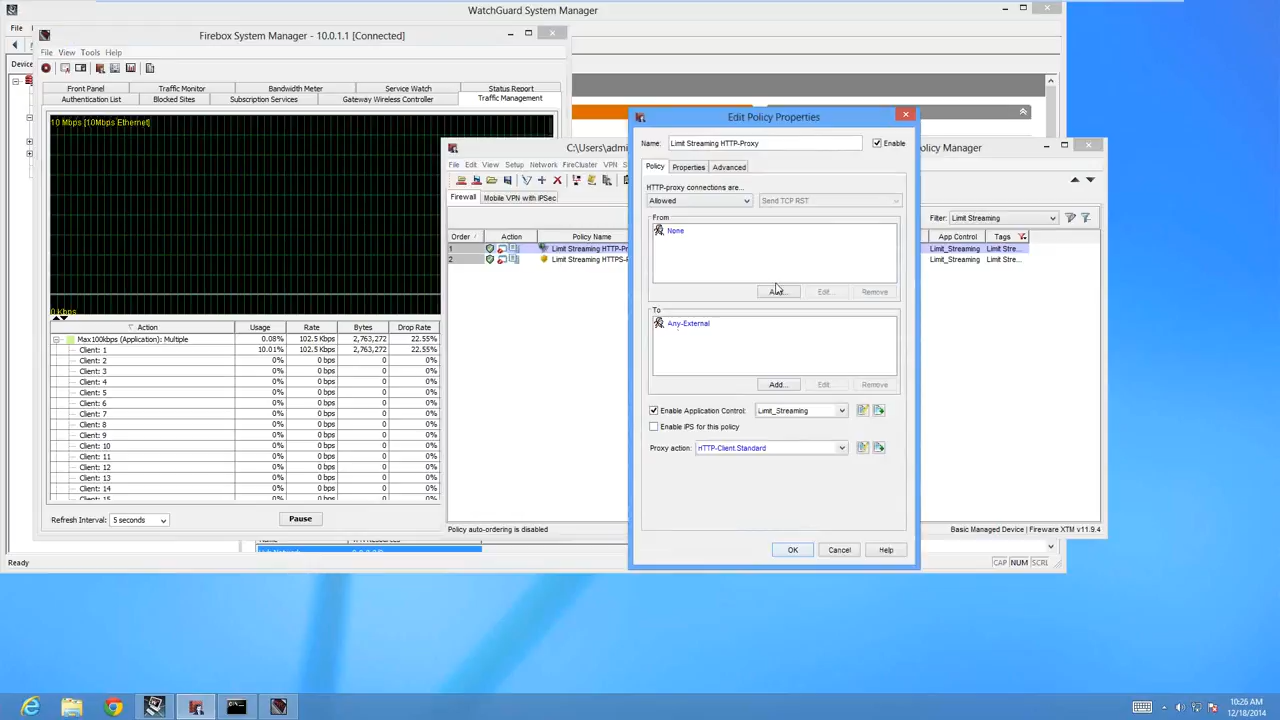 WatchGuard System Manager
File
Device
Firebox System Manager - 10.0.1.1 [Connected]
File View Tools Help
Front Panel Traffic Monitor Bandwidth Meter Service Watch Status Report
Authentication List Blocked Sites Subscription Services Gateway Wireless Controller Traffic Management
10 Mbps [10Mbps Ethernet]
0 Kbps
Action Usage Rate Bytes Drop Rate
Max100kbps (Application): Multiple 0.08% 102.5 Kbps 2,763,272 22.55%
Client: 1 10.01% 102.5 Kbps 2,763,272 22.55%
Client: 2 0% 0 bps 0 0%
Client: 3 0% 0 bps 0 0%
Client: 4 0% 0 bps 0 0%
Client: 5 0% 0 bps 0 0%
Client: 6 0% 0 bps 0 0%
Client: 7 0% 0 bps 0 0%
Client: 8 0% 0 bps 0 0%
Client: 9 0% 0 bps 0 0%
Client: 10 0% 0 bps 0 0%
Client: 11 0% 0 bps 0 0%
Client: 12 0% 0 bps 0 0%
Client: 13 0% 0 bps 0 0%
Client: 14 0% 0 bps 0 0%
Refresh Interval: 5 seconds Pause
C:\Users\admi
olicy Manager
File Edit View Setup Network FireCluster VPN S
Firewall Mobile VPN with IPSec
Filter: Limit Streaming
Order Action Policy Name App Control Tags
1 Limit Streaming HTTP-Pr Limit_Streaming Limit Stre...
2 Limit Streaming HTTPS-P Limit_Streaming Limit Stre...
Policy auto-ordering is disabled
Basic Managed Device | Fireware XTM v11.9.4
Edit Policy Properties
Name: Limit Streaming HTTP-Proxy Enable
Policy Properties Advanced
HTTP-proxy connections are...
Allowed Send TCP RST
From
None
Edit... Remove
To
Any-External
Add... Edit Remove
Enable Application Control: Limit_Streaming
Enable IPS for this policy
Proxy action: HTTP-Client.Standard
OK Cancel Help
Ready
CAP NUM SCRL
10:26 AM
12/18/2014